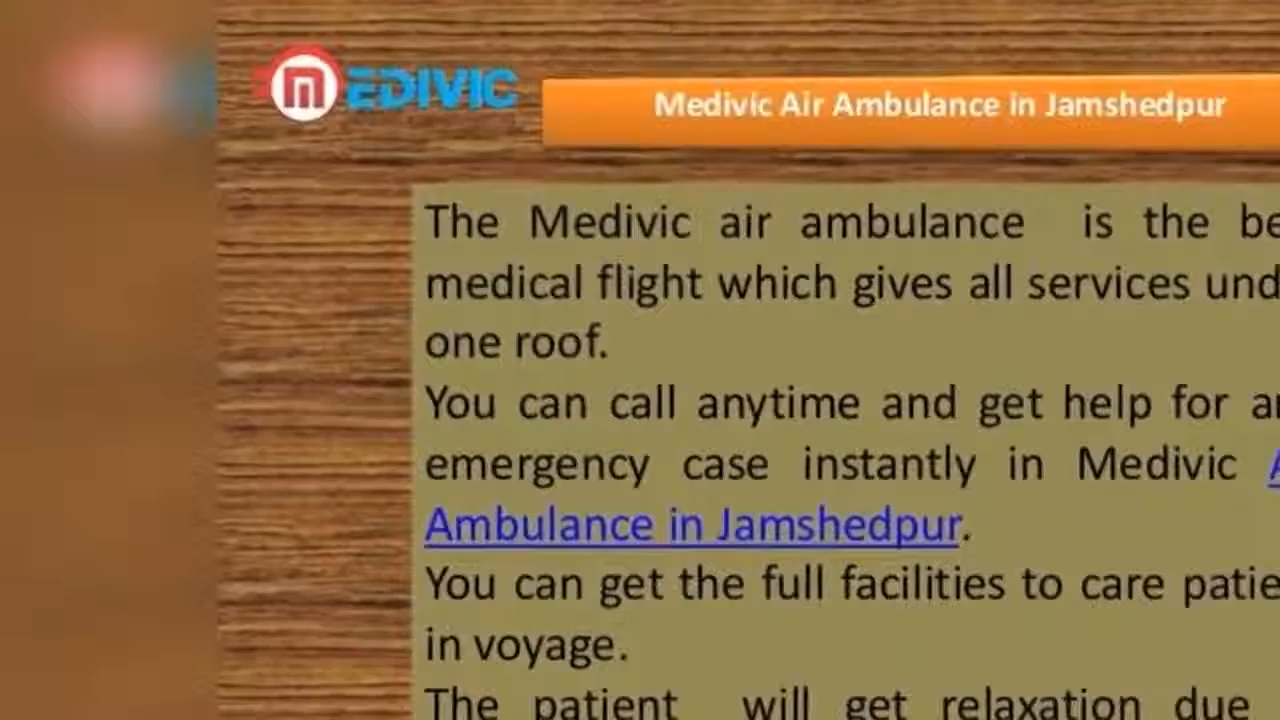 MEDIVIC
Medivic Air Ambulance in Jamshedpur
The Medivic air ambulance is the
medical flight which gives all services
one roof.
You can call anytime and get help for
emergency case instantly in Medivic
Ambulance in Jamshedpur.
You can get the full facilities to care
in voyage.
The patient will get relaxation due